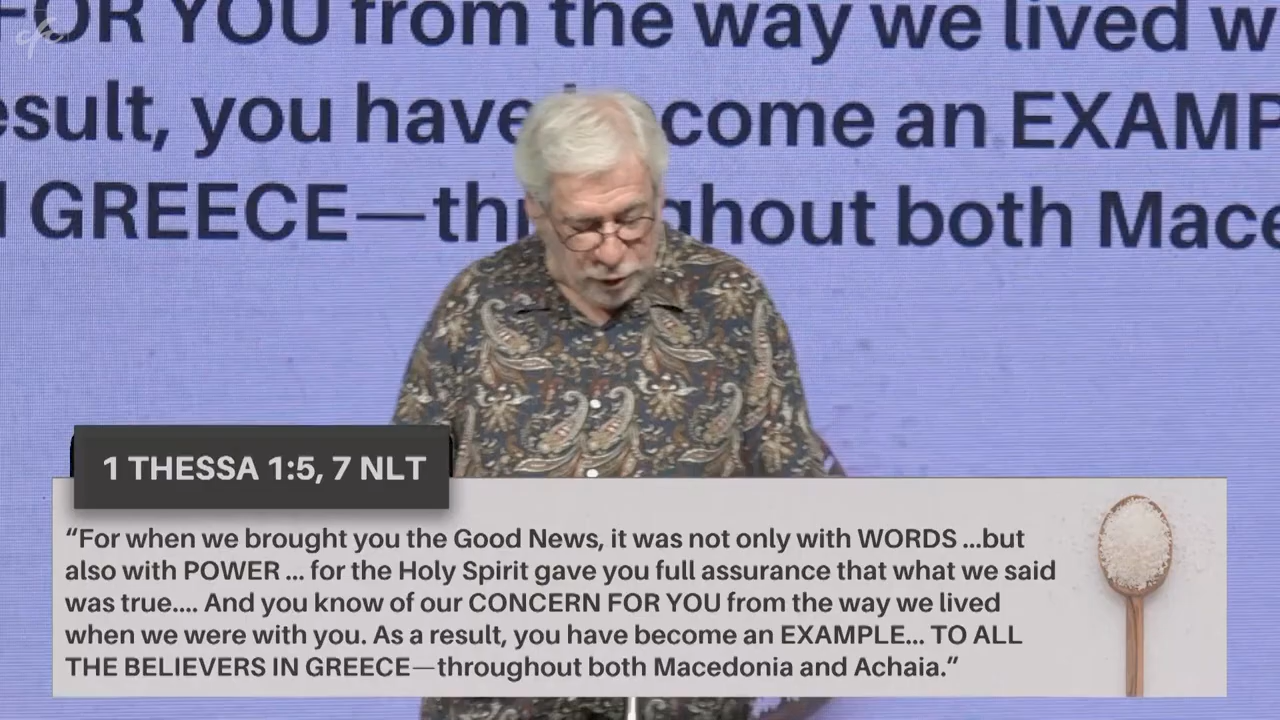 FOR YOU from the way we lived w
esult, you have become an EXAMP
GREECE—throughout both Mace
1 THESSA 1:5, 7 NLT
“For when we brought you the Good News, it was not only with WORDS ...but
also with POWER ... for the Holy Spirit gave you full assurance that what we said
was true.... And you know of our CONCERN FOR YOU from the way we lived
when we were with you. As a result, you have become an EXAMPLE... TO ALL
THE BELIEVERS IN GREECE—throughout both Macedonia and Achaia.”